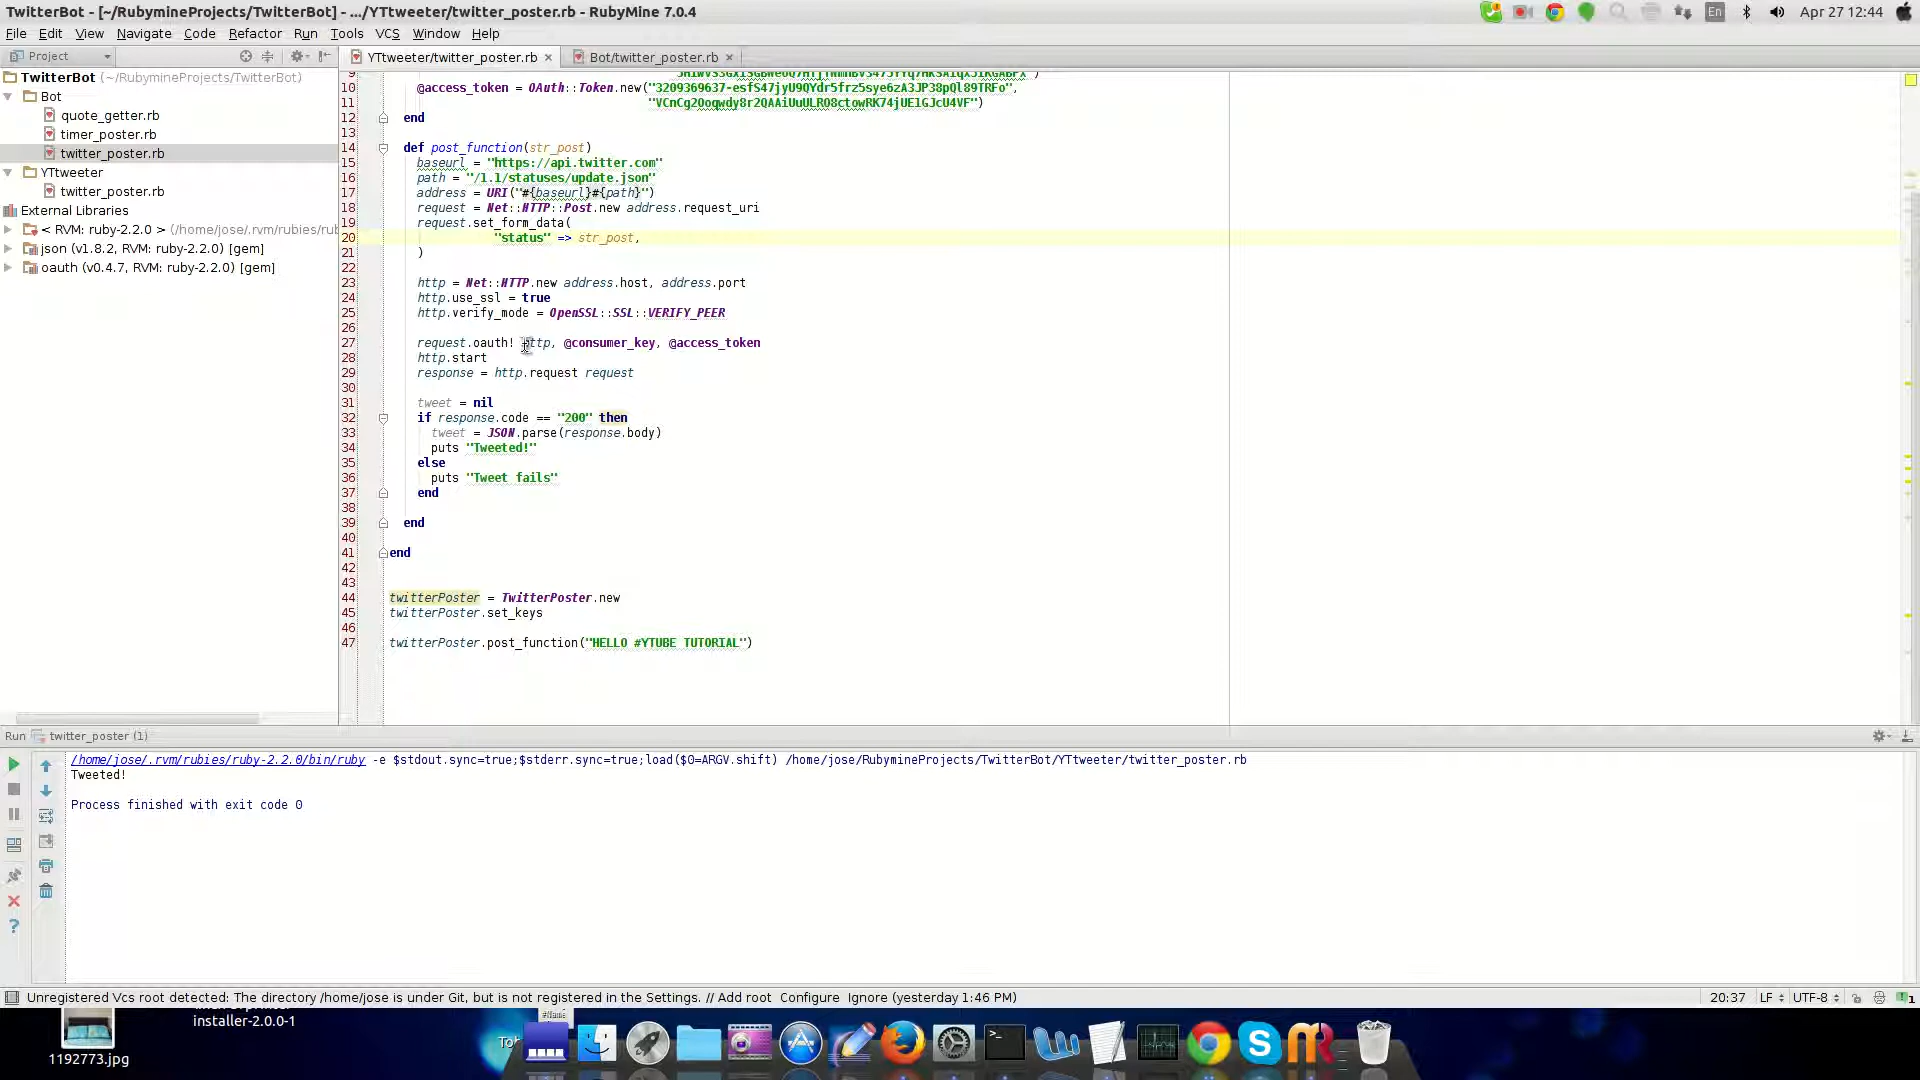 TwitterBot - [~/RubymineProjects/TwitterBot] - .../YTtweeter/twitter_poster.rb - RubyMine 7.0.4
En
Apr 27 12:44
File Edit View Navigate Code Refactor Run Tools VCS Window Help
Project
YTtweeter/twitter_poster.rb
Bot/twitter_poster.rb
TwitterBot (~/RubymineProjects/TwitterBot)
Bot
quote_getter.rb
timer_poster.rb
twitter_poster.rb
YTtweeter
twitter_poster.rb
External Libraries
< RVM: ruby-2.2.0 > (/home/jose/.rvm/rubies/rub
json (v1.8.2, RVM: ruby-2.2.0) [gem]
oauth (v0.4.7, RVM: ruby-2.2.0) [gem]
9
10 @access_token = OAuth::Token.new(
11
12 end
13
14 def post_function(str_post)
15 baseurl = "https://api.twitter.com"
16 path = "/1.1/statuses/update.json"
17 address = URI("#{baseurl}#{path}")
18 request = Net::HTTP::Post.new address.request_uri
19 request.set_form_data(
20 "status" => str_post,
21 )
22
23 http = Net::HTTP.new address.host, address.port
24 http.use_ssl = true
25 http.verify_mode = OpenSSL::SSL::VERIFY_PEER
26
27 request.oauth! http, @consumer_key, @access_token
28 http.start
29 response = http.request request
30
31 tweet = nil
32 if response.code == "200" then
33 tweet = JSON.parse(response.body)
34 puts "Tweeted!"
35 else
36 puts "Tweet fails"
37 end
38
39 end
40
41 end
42
43
44 twitterPoster = TwitterPoster.new
45 twitterPoster.set_keys
46
47 twitterPoster.post_function("HELLO #YTUBE TUTORIAL")
Run twitter_poster (1)
/home/jose/.rvm/rubies/ruby-2.2.0/bin/ruby -e $stdout.sync=true;$stderr.sync=true;load($0=ARGV.shift) /home/jose/RubymineProjects/TwitterBot/YTtweeter/twitter_poster.rb
Tweeted!
Process finished with exit code 0
Unregistered Vcs root detected: The directory /home/jose is under Git, but is not registered in the Settings. // Add root Configure Ignore (yesterday 1:46 PM)
20:37 LF UTF-8 1
installer-2.0.0-1
#Name
1192773.jpg